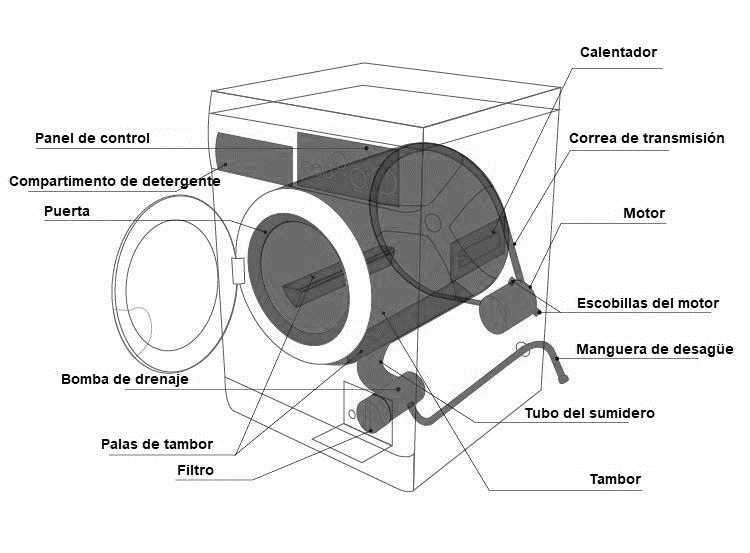 Calentador
Panel de control
Correa de transmisión
Compartimento de detergente
Puerta
Motor
Escobillas del motor
Manguera de desagüe
Bomba de drenaje
Tubo del sumidero
Palas de tambor
Filtro
Tambor